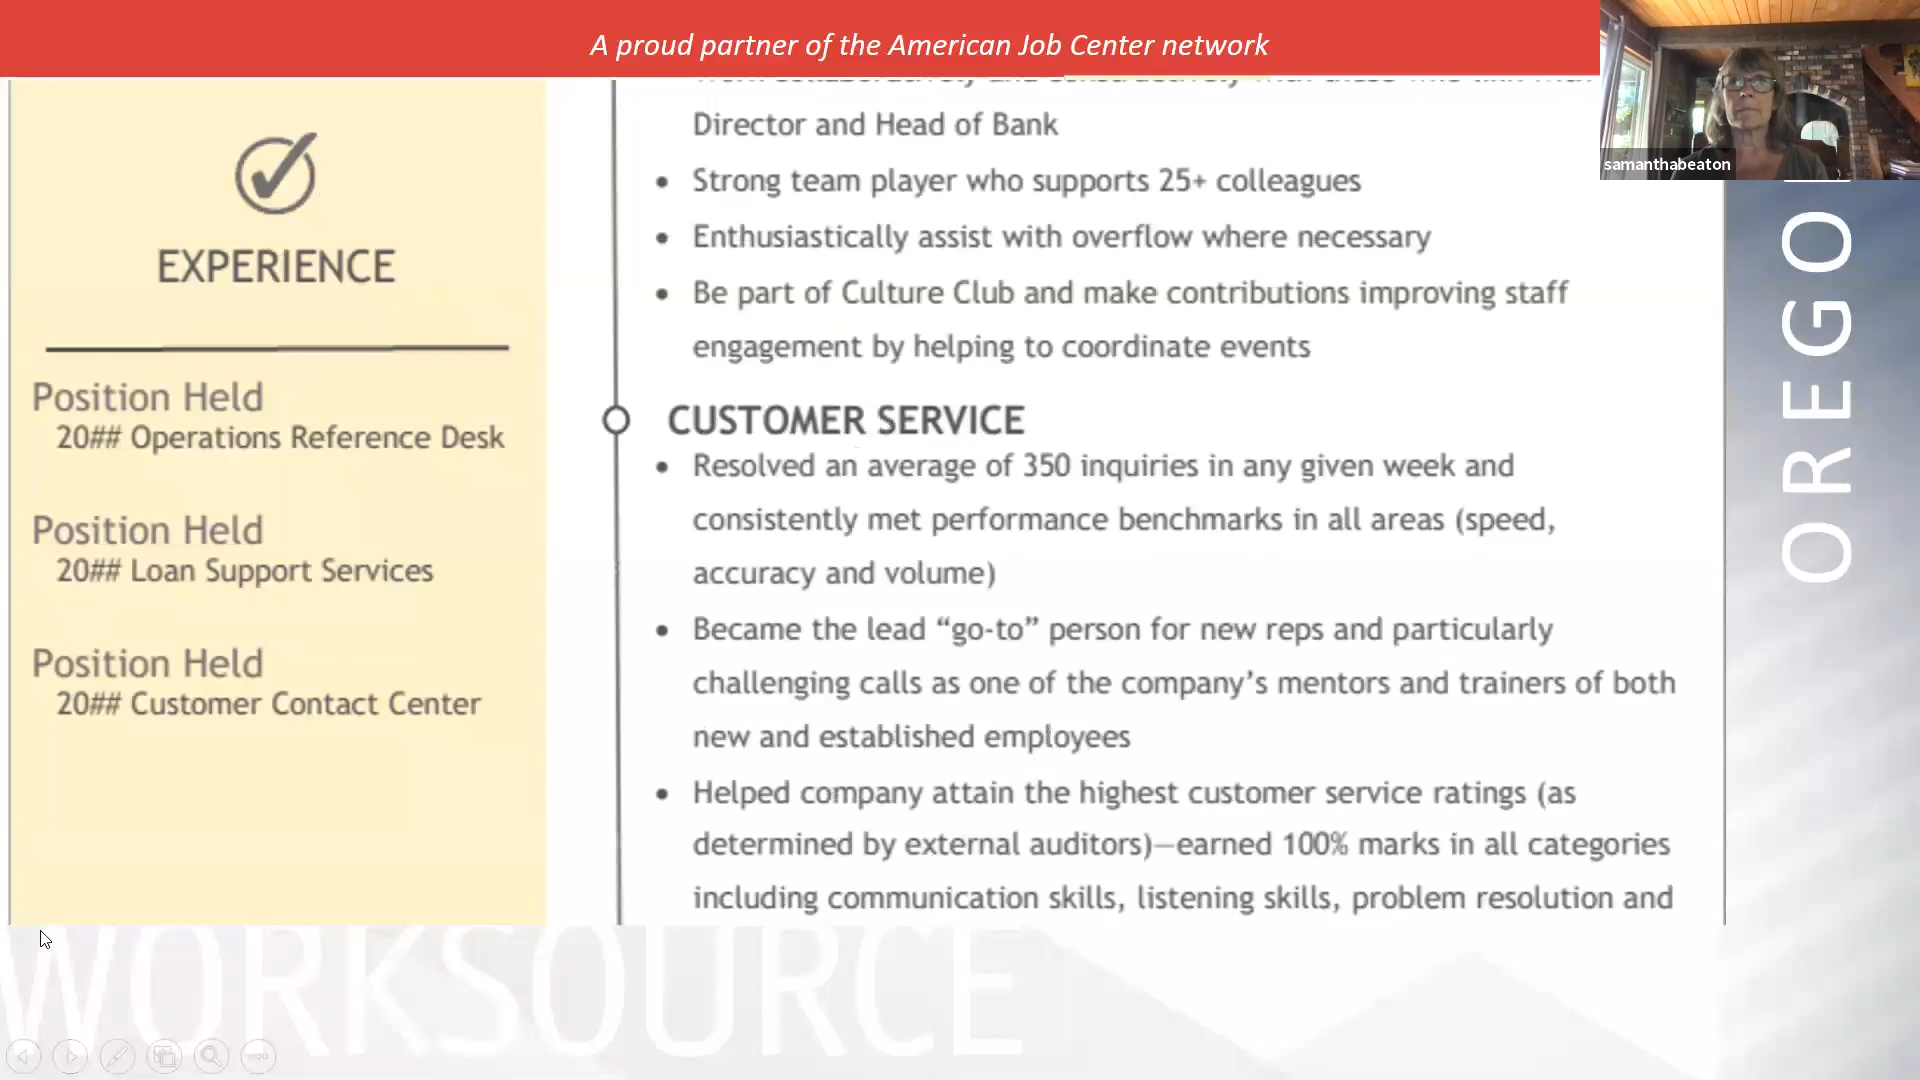 A proud partner of the American Job Center network
samanthabeaton
EXPERIENCE
Position Held
20## Operations Reference Desk
Position Held
20## Loan Support Services
Position Held
20## Customer Contact Center
Director and Head of Bank
• Strong team player who supports 25+ colleagues
• Enthusiastically assist with overflow where necessary
• Be part of Culture Club and make contributions improving staff
engagement by helping to coordinate events
CUSTOMER SERVICE
• Resolved an average of 350 inquiries in any given week and
consistently met performance benchmarks in all areas (speed,
accuracy and volume)
• Became the lead “go-to” person for new reps and particularly
challenging calls as one of the company’s mentors and trainers of both
new and established employees
• Helped company attain the highest customer service ratings (as
determined by external auditors)—earned 100% marks in all categories
including communication skills, listening skills, problem resolution and
OREGO
WORKSOURCE